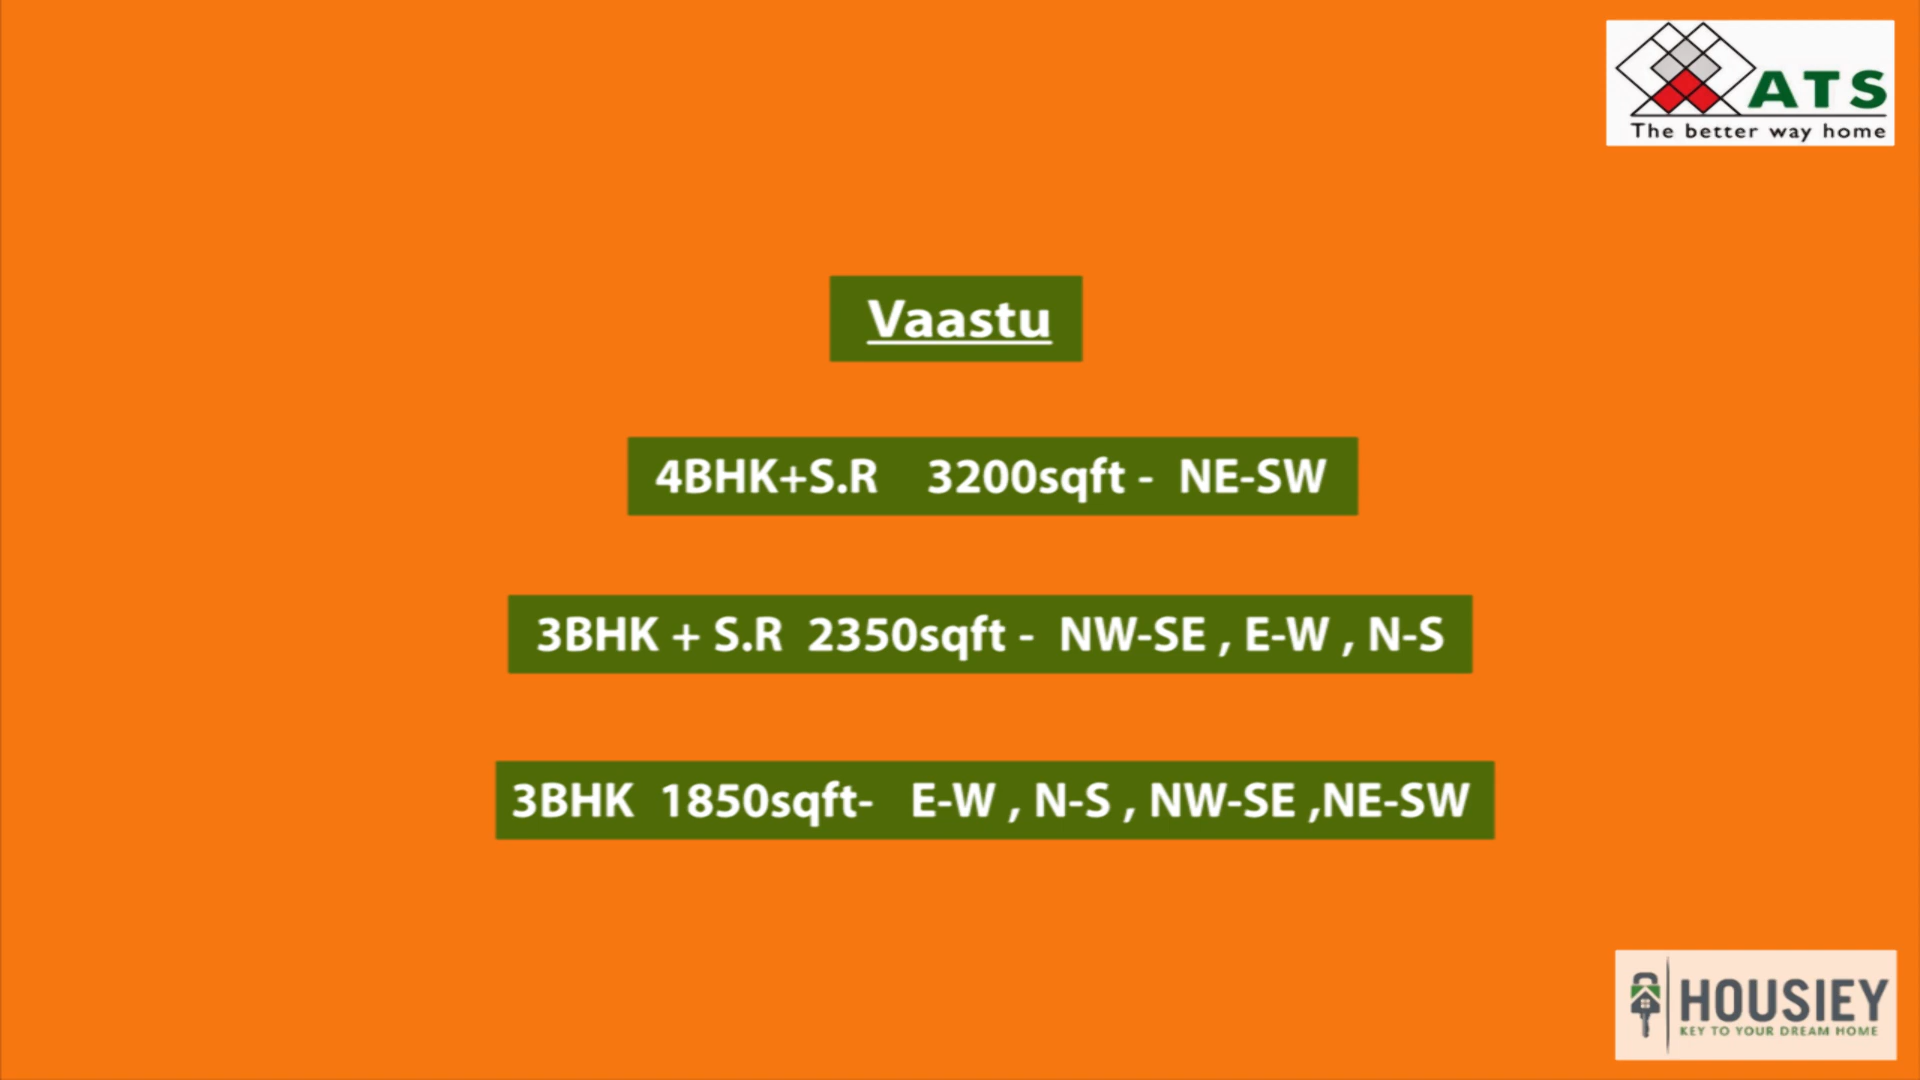 ATS
The better way home
Vaastu
4BHK+S.R 3200sqft - NE-SW
3BHK + S.R 2350sqft - NW-SE , E-W , N-S
3BHK 1850sqft- E-W , N-S , NW-SE ,NE-SW
HOUSIEY
KEY TO YOUR DREAM HOME